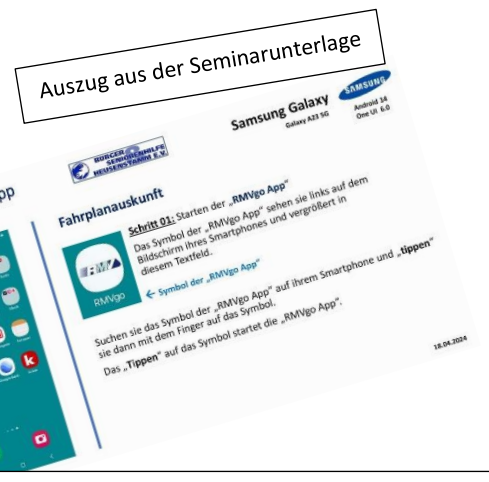 Auszug aus der Seminarunterlage
Samsung Galaxy
Galaxy A23 5G
SAMSUNG
Android 14
One UI 6.0
BÜRGER
SENIORENHILFE
HEUSENSTAMM E.V.
pp
Fahrplanauskunft
Schritt 01: Starten der „RMVgo App“
Das Symbol der „RMVgo App“ sehen sie links auf dem
Bildschirm ihres Smartphones und vergrößert in
diesem Textfeld.
← Symbol der „RMVgo App“
RMV
RMVgo
Suchen sie das Symbol der „RMVgo App“ auf ihrem Smartphone und „tippen“
sie dann mit dem Finger auf das Symbol.
Das „Tippen“ auf das Symbol startet die „RMVgo App“.
18.04.2024